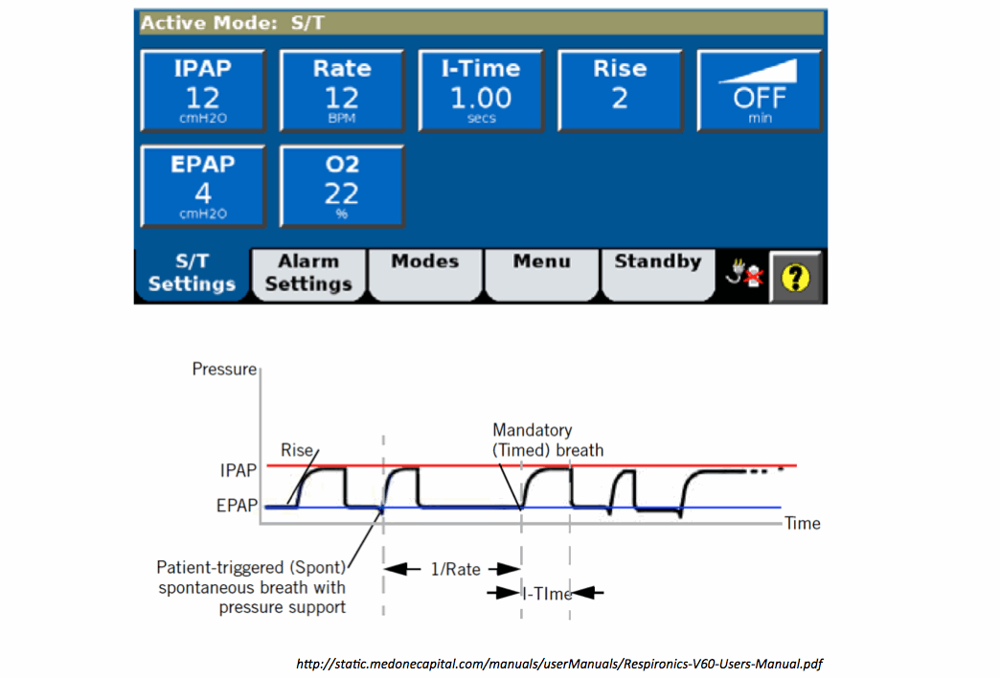 Active Mode: S/T
IPAP
12
cmH2O
Rate
12
BPM
I-Time
1.00
secs
Rise
2
OFF
min
EPAP
4
cmH2O
O2
22
%
S/T
Settings
Alarm
Settings
Modes
Menu
Standby
?
Pressure
Mandatory
(Timed) breath
Rise
IPAP
EPAP
Time
Patient-triggered (Spont)
spontaneous breath with
pressure support
1/Rate
I-TIme
http://static.medonecapital.com/manuals/userManuals/Respironics-V60-Users-Manual.pdf